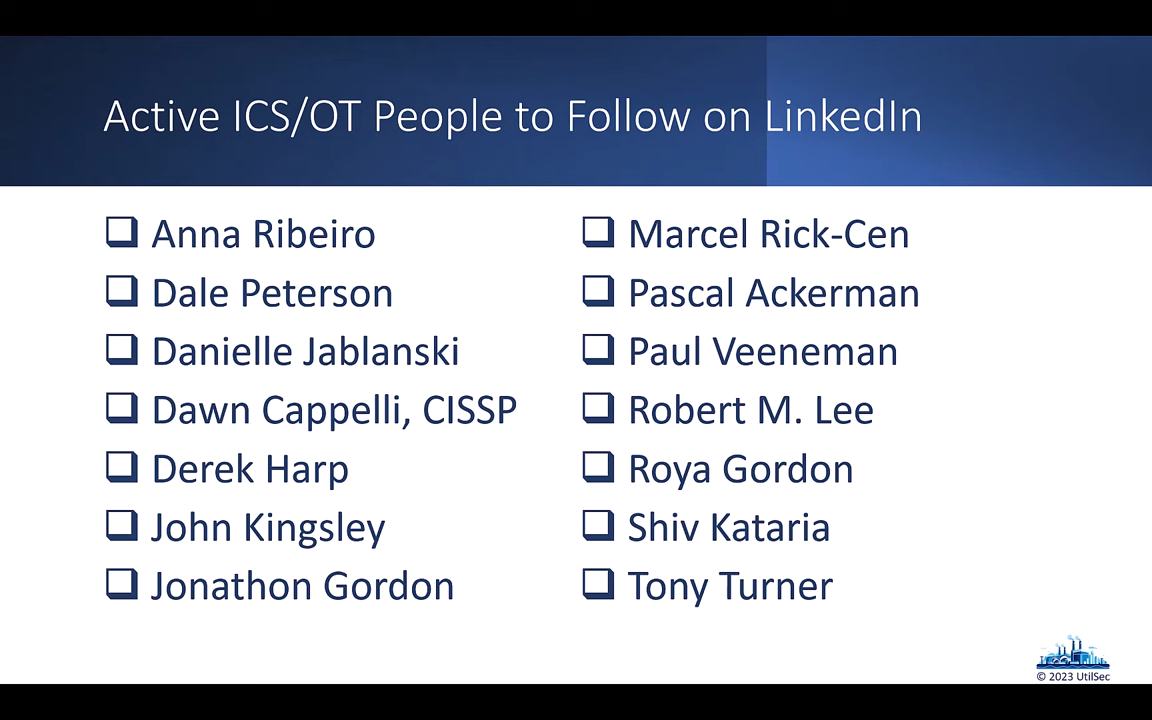 Active ICS/OT People to Follow on LinkedIn
Anna Ribeiro
Dale Peterson
Danielle Jablanski
Dawn Cappelli, CISSP
Derek Harp
John Kingsley
Jonathon Gordon
Marcel Rick-Cen
Pascal Ackerman
Paul Veeneman
Robert M. Lee
Roya Gordon
Shiv Kataria
Tony Turner
© 2023 UtilSec